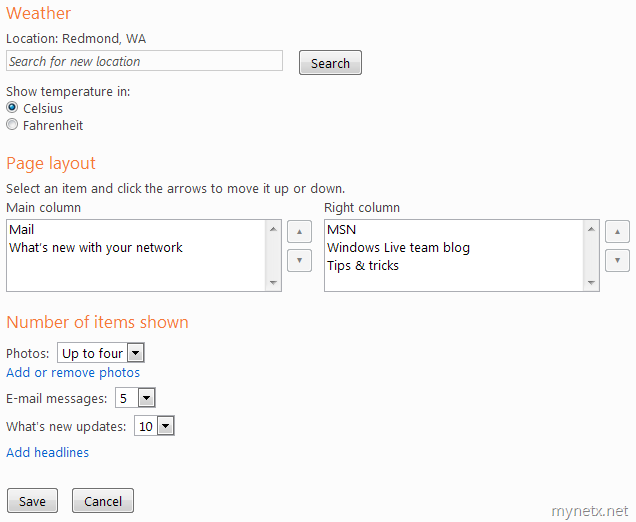 Weather
Location: Redmond, WA
Search for new location
Search
Show temperature in:
Celsius
Fahrenheit
Page layout
Select an item and click the arrows to move it up or down.
Main column
Mail
What's new with your network
Right column
MSN
Windows Live team blog
Tips & tricks
Number of items shown
Photos: Up to four
Add or remove photos
E-mail messages: 5
What's new updates: 10
Add headlines
Save Cancel
mynetx.net